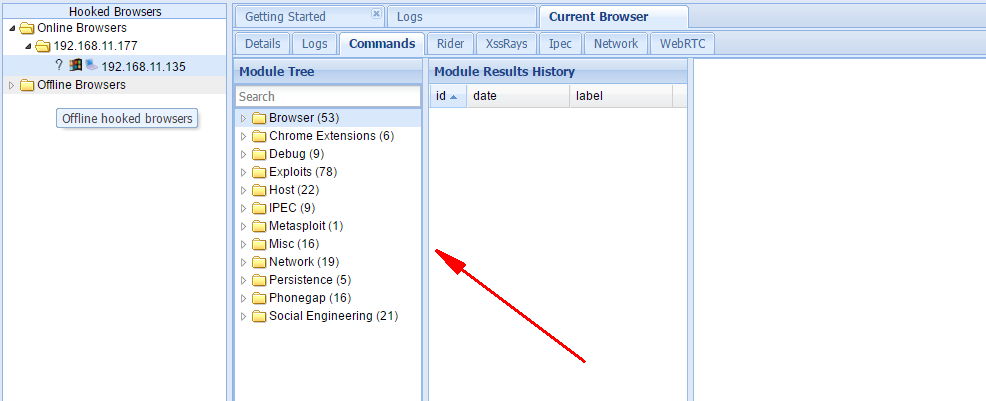 Hooked Browsers
Online Browsers
192.168.11.177
? 192.168.11.135
Offline Browsers
Offline hooked browsers
Getting Started Logs Current Browser
Details Logs Commands Rider XssRays Ipec Network WebRTC
Module Tree
Search
Browser (53)
Chrome Extensions (6)
Debug (9)
Exploits (78)
Host (22)
IPEC (9)
Metasploit (1)
Misc (16)
Network (19)
Persistence (5)
Phonegap (16)
Social Engineering (21)
Module Results History
id date label